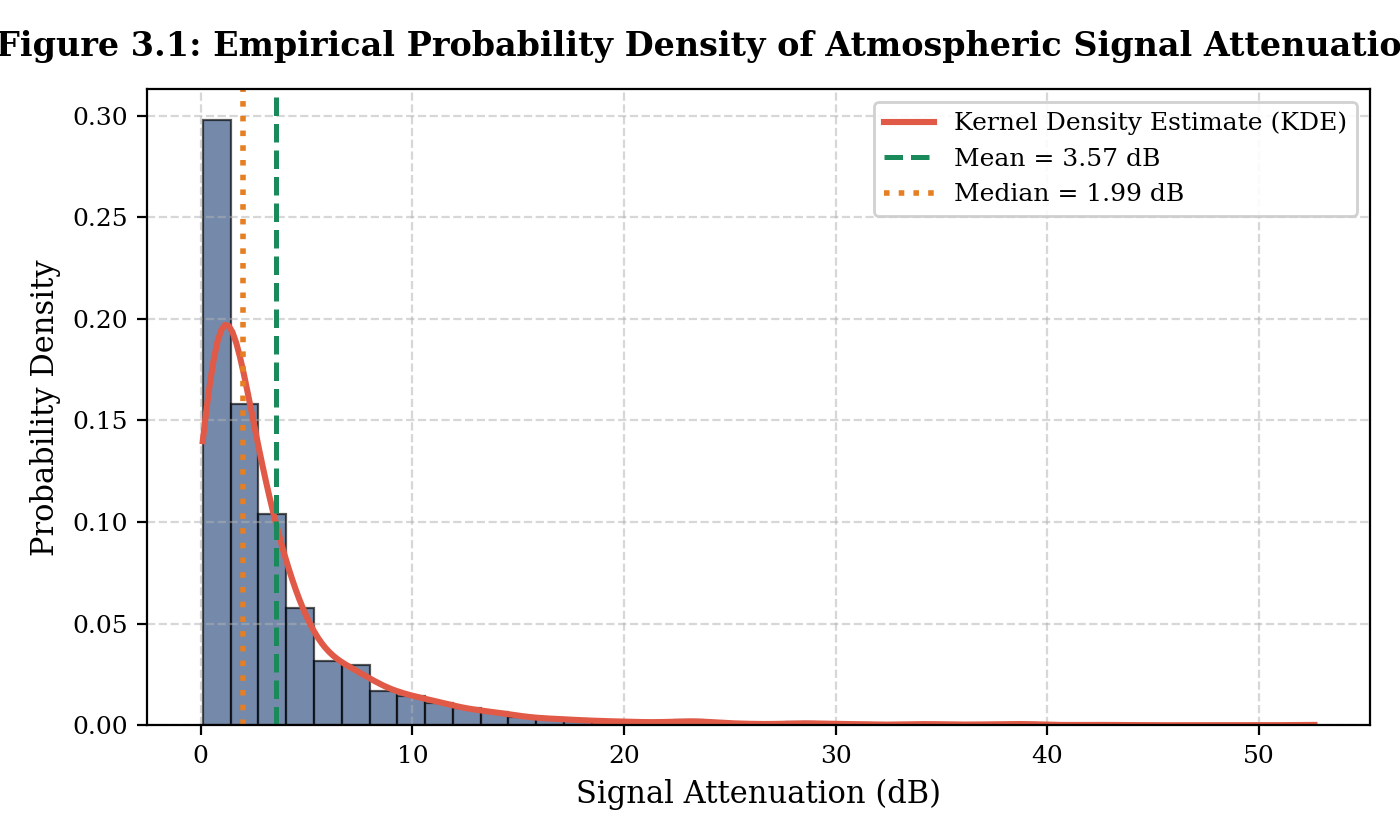 Figure 3.1: Empirical Probability Density of Atmospheric Signal Attenuatio
Kernel Density Estimate (KDE)
Mean = 3.57 dB
Median = 1.99 dB
Probability Density
0.30
0.25
0.20
0.15
0.10
0.05
0.00
0 10 20 30 40 50
Signal Attenuation (dB)